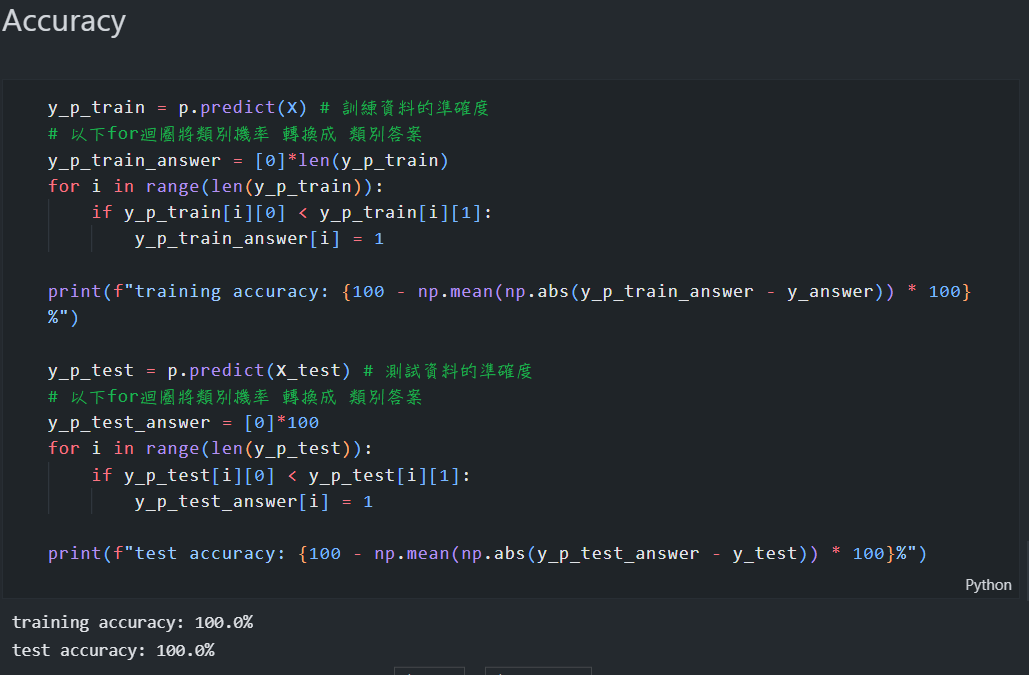 Accuracy
y_p_train = p.predict(X) # 訓練資料的準確度
# 以下for迴圈將類別機率 轉換成 類別答案
y_p_train_answer = [0]*len(y_p_train)
for i in range(len(y_p_train)):
    if y_p_train[i][0] < y_p_train[i][1]:
        y_p_train_answer[i] = 1
print(f"training accuracy: {100 - np.mean(np.abs(y_p_train_answer - y_answer)) * 100}
%")
y_p_test = p.predict(X_test) # 測試資料的準確度
# 以下for迴圈將類別機率 轉換成 類別答案
y_p_test_answer = [0]*100
for i in range(len(y_p_test)):
    if y_p_test[i][0] < y_p_test[i][1]:
        y_p_test_answer[i] = 1
print(f"test accuracy: {100 - np.mean(np.abs(y_p_test_answer - y_test)) * 100}%")
Python
training accuracy: 100.0%
test accuracy: 100.0%